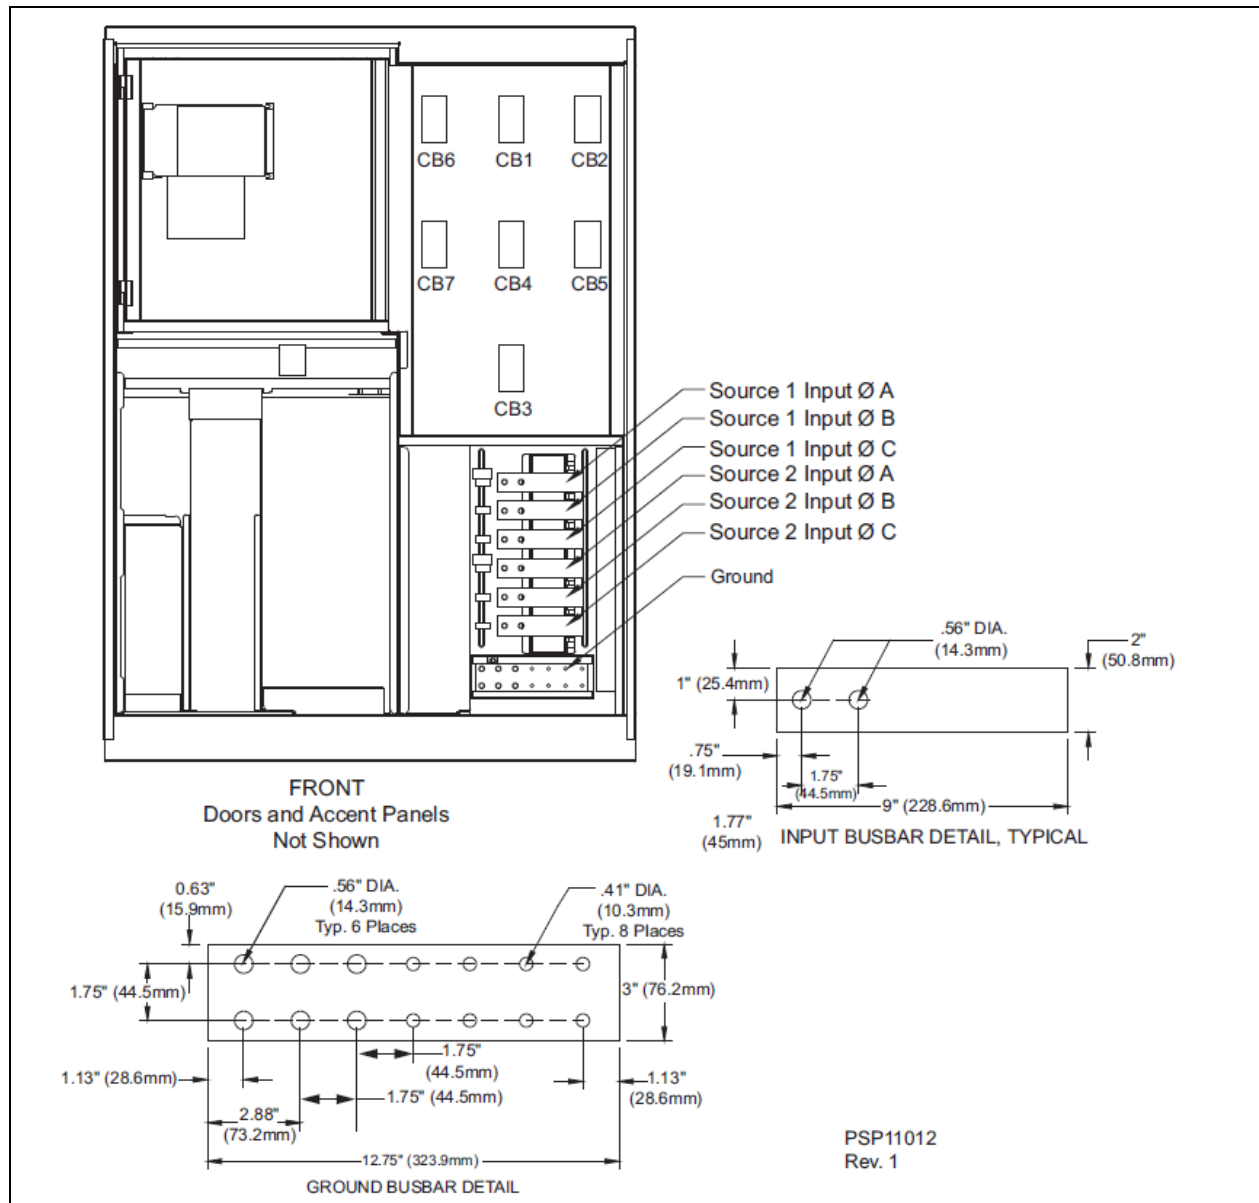 CB6
CB1
CB2
CB7
CB4
CB5
CB3
Source 1 Input Ø A
Source 1 Input Ø B
Source 1 Input Ø C
Source 2 Input Ø A
Source 2 Input Ø B
Source 2 Input Ø C
Ground
FRONT
Doors and Accent Panels
Not Shown
.56" DIA.
(14.3mm)
2"
(50.8mm)
1" (25.4mm)
.75"
(19.1mm)
1.75"
(44.5mm)
9" (228.6mm)
1.77"
(45mm)
INPUT BUSBAR DETAIL, TYPICAL
0.63"
(15.9mm)
.56" DIA.
(14.3mm)
Typ. 6 Places
.41" DIA.
(10.3mm)
Typ. 8 Places
1.75" (44.5mm)
3" (76.2mm)
1.13" (28.6mm)
1.75"
(44.5mm)
1.75" (44.5mm)
1.13"
(28.6mm)
2.88"
(73.2mm)
12.75" (323.9mm)
GROUND BUSBAR DETAIL
PSP11012
Rev. 1